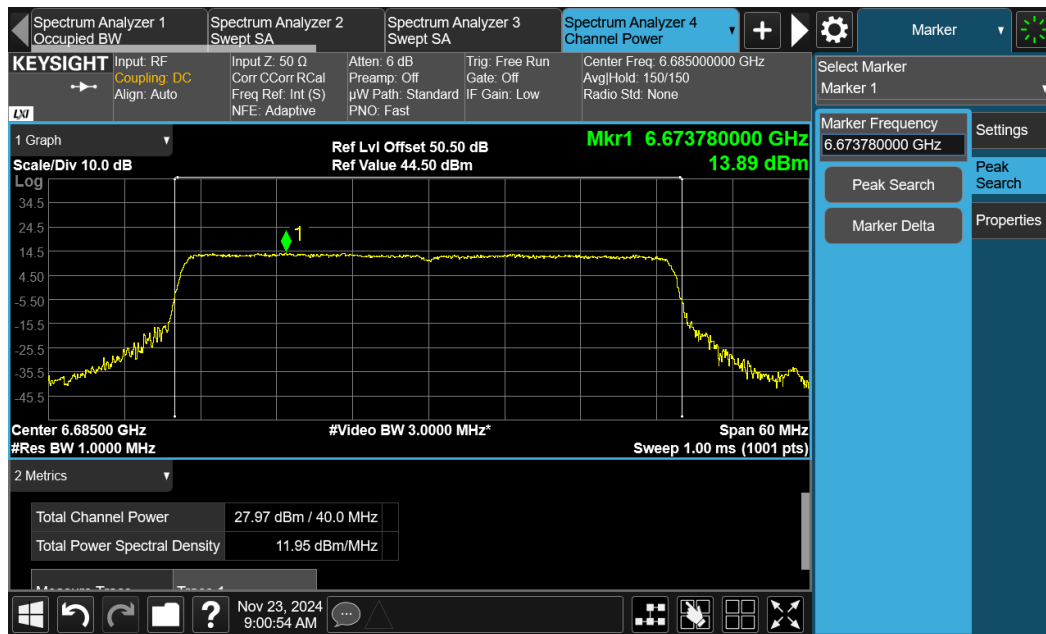 Spectrum Analyzer 1
Occupied BW
Spectrum Analyzer 2
Swept SA
Spectrum Analyzer 3
Swept SA
Spectrum Analyzer 4
Channel Power
Marker
KEYSIGHT
LXI
Input: RF
Coupling: DC
Align: Auto
Input Z: 50 Ω
Corr CCorr RCal
Freq Ref: Int (S)
NFE: Adaptive
Atten: 6 dB
Preamp: Off
µW Path: Standard
PNO: Fast
Trig: Free Run
Gate: Off
IF Gain: Low
Center Freq: 6.685000000 GHz
Avg|Hold: 150/150
Radio Std: None
Select Marker
Marker 1
Marker Frequency
6.673780000 GHz
Peak Search
Marker Delta
Settings
Peak
Search
Properties
1 Graph
Scale/Div 10.0 dB
Log
Ref Lvl Offset 50.50 dB
Ref Value 44.50 dBm
Mkr1 6.673780000 GHz
13.89 dBm
34.5
24.5
14.5
4.50
-5.50
-15.5
-25.5
-35.5
-45.5
1
Center 6.68500 GHz
#Video BW 3.0000 MHz*
Span 60 MHz
#Res BW 1.0000 MHz
Sweep 1.00 ms (1001 pts)
2 Metrics
Total Channel Power 27.97 dBm / 40.0 MHz
Total Power Spectral Density 11.95 dBm/MHz
?
Nov 23, 2024
9:00:54 AM